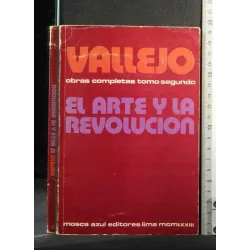 VALLEJO
obras completas tomo segundo
EL ARTE Y LA
REVOLUCION
mosca azul editores lima mcmlxxiii